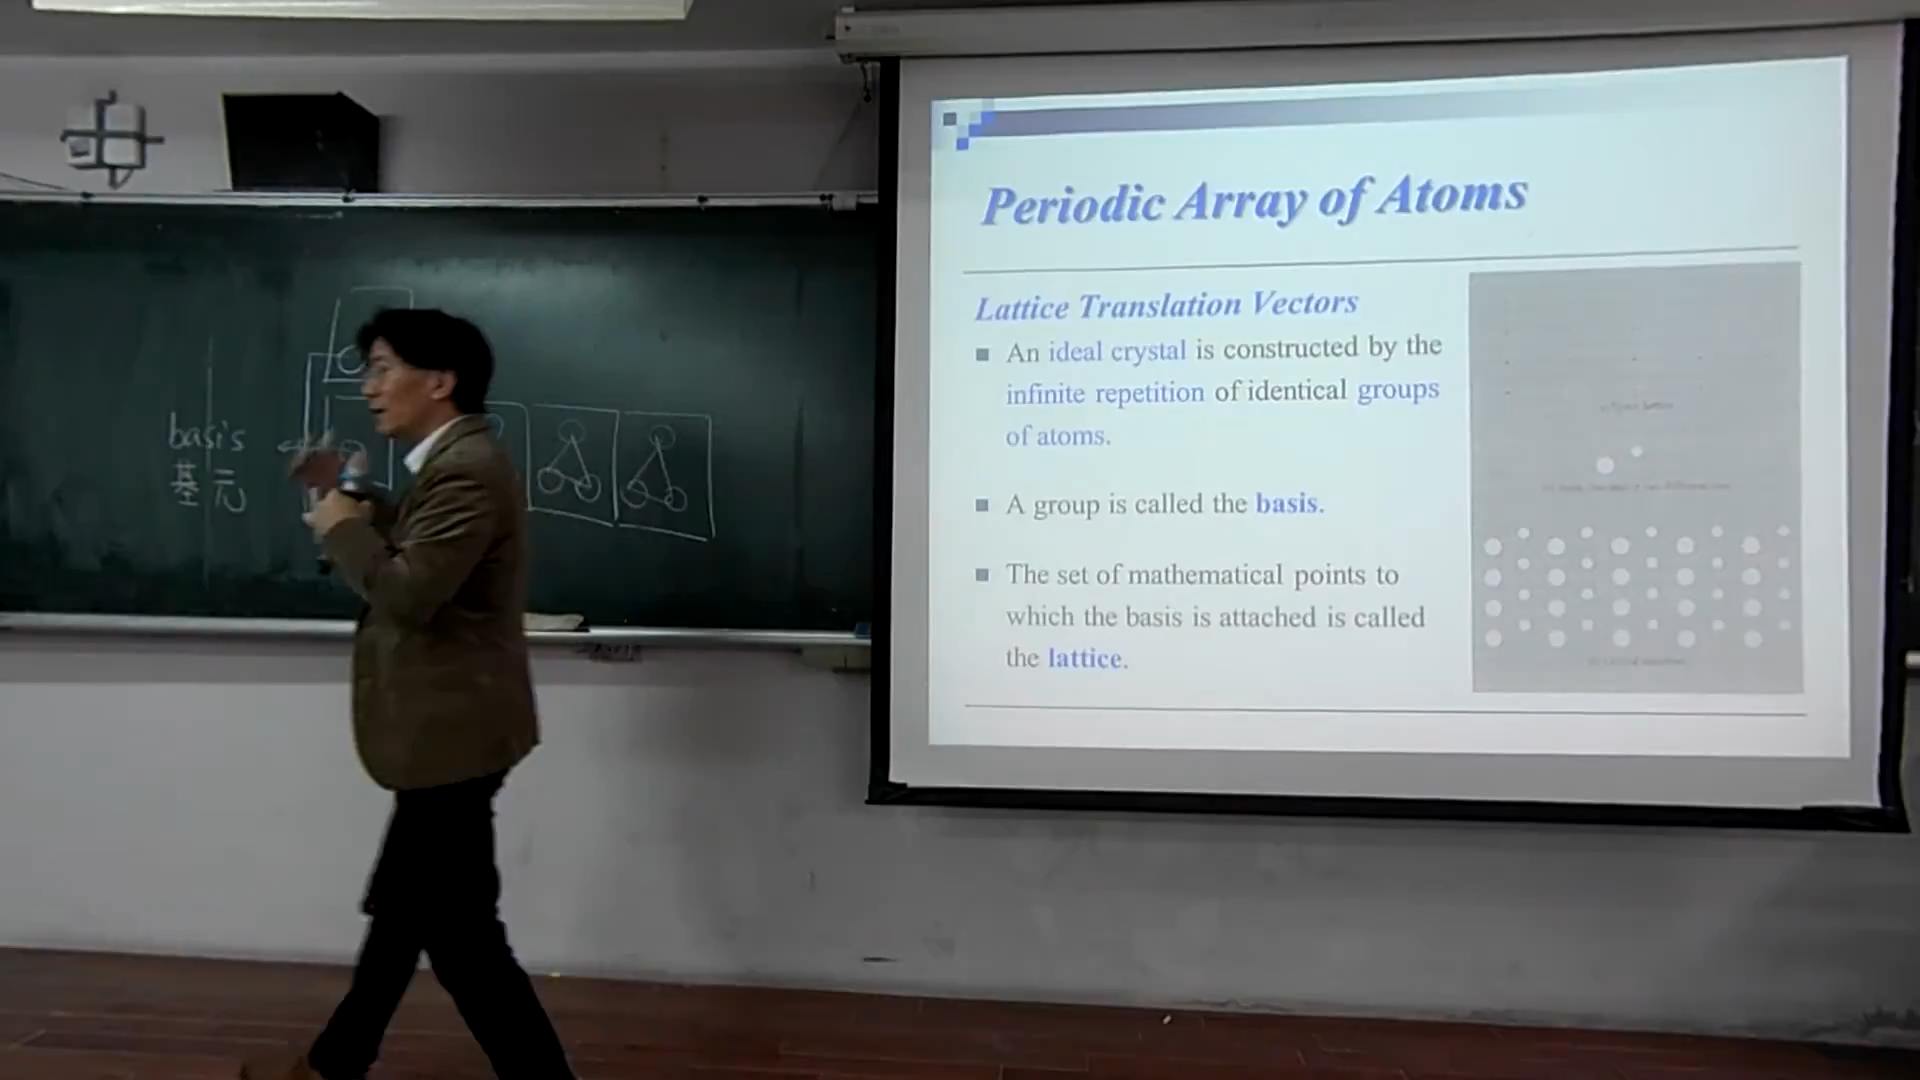 basis
基元
Periodic Array of Atoms
Lattice Translation Vectors
An ideal crystal is constructed by the
infinite repetition of identical groups
of atoms.
A group is called the basis.
The set of mathematical points to
which the basis is attached is called
the lattice.